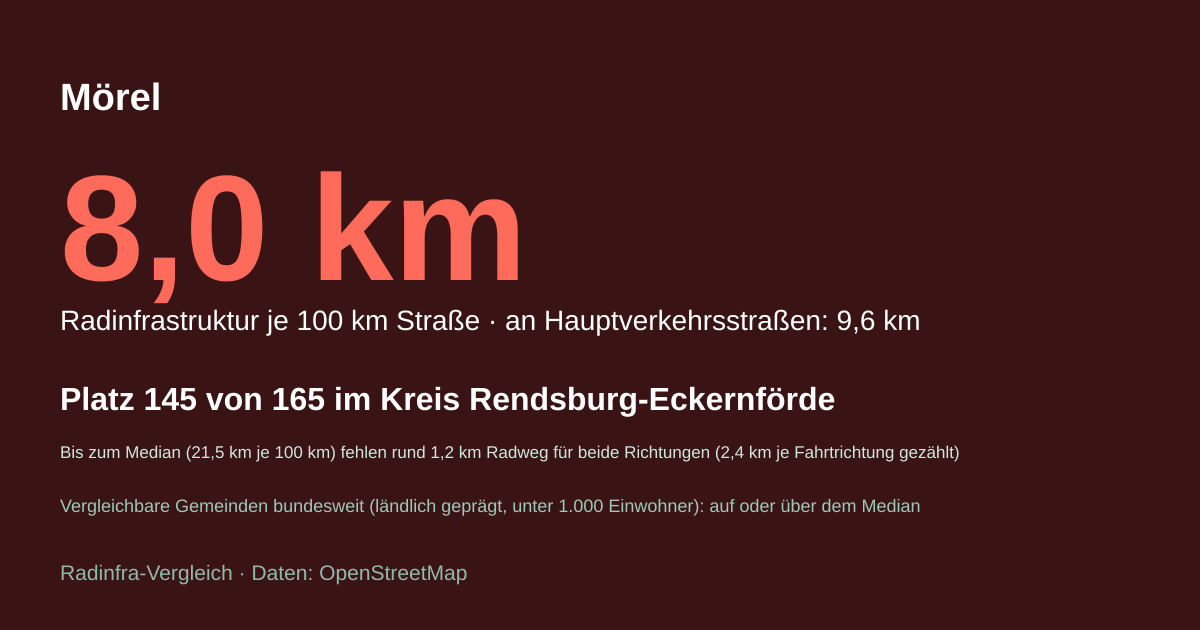 Mörel
8,0 km
Radinfrastruktur je 100 km Straße · an Hauptverkehrsstraßen: 9,6 km
Platz 145 von 165 im Kreis Rendsburg-Eckernförde
Bis zum Median (21,5 km je 100 km) fehlen rund 1,2 km Radweg für beide Richtungen (2,4 km je Fahrtrichtung gezählt)
Vergleichbare Gemeinden bundesweit (ländlich geprägt, unter 1.000 Einwohner): auf oder über dem Median
Radinfra-Vergleich · Daten: OpenStreetMap